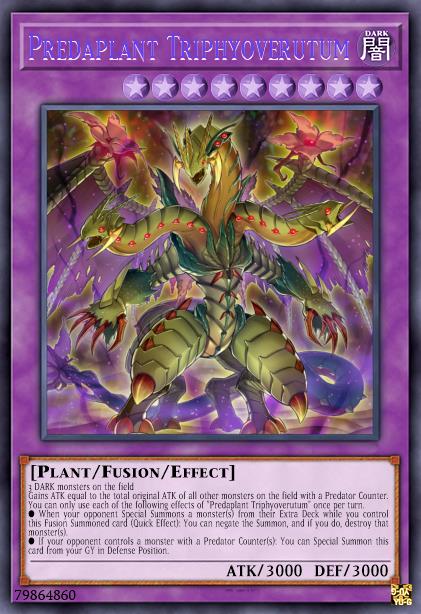 PREDAPLANT TRIPHYOVERUTUM
DARK
闇
[PLANT/FUSION/EFFECT]
3 DARK monsters on the field
Gains ATK equal to the total original ATK of all other monsters on the field with a Predator Counter.
You can only use each of the following effects of "Predaplant Triphyoverutum" once per turn.
● When your opponent Special Summons a monster(s) from their Extra Deck while you control
this Fusion Summoned card (Quick Effect): You can negate the Summon, and if you do, destroy that
monster(s).
● If your opponent controls a monster with a Predator Counter(s): You can Special Summon this
card from your GY in Defense Position.
ATK/3000 DEF/3000
79864860